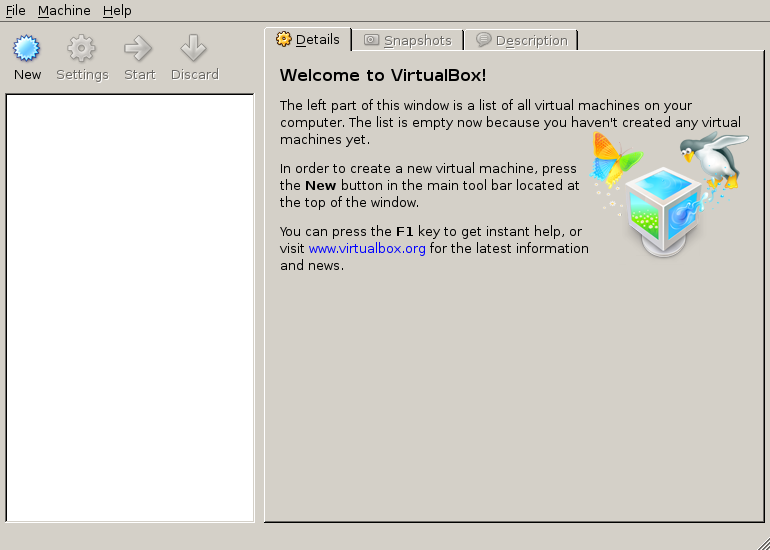 File Machine Help
New Settings Start Discard
Details Snapshots Description
Welcome to VirtualBox!
The left part of this window is a list of all virtual machines on your
computer. The list is empty now because you haven't created any virtual
machines yet.
In order to create a new virtual machine, press
the New button in the main tool bar located at
the top of the window.
You can press the F1 key to get instant help, or
visit www.virtualbox.org for the latest information
and news.